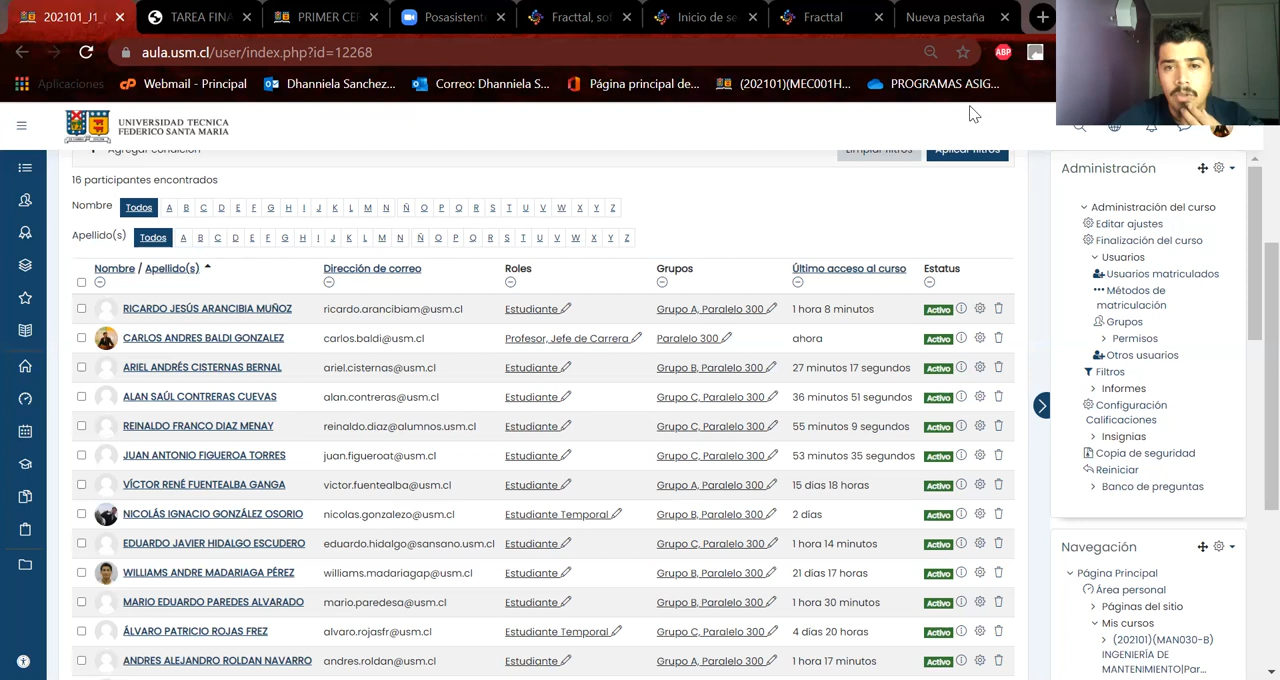 202101_J1_C
TAREA FINA
PRIMER CER
Posasistente
Fracttal, sof
Inicio de se
Fracttal
Nueva pestaña
aula.usm.cl/user/index.php?id=12268
ABP
Aplicaciones
Webmail - Principal
Dhanniela Sanchez...
Correo: Dhanniela S...
Página principal de...
(202101)(MEC001H...
PROGRAMAS ASIG...
UNIVERSIDAD TECNICA
FEDERICO SANTA MARIA
Agregar condición
Limpiar filtros
Aplicar filtros
16 participantes encontrados
Nombre Todos A B C D E F G H I J K L M N Ñ O P Q R S T U V W X Y Z
Apellido(s) Todos A B C D E F G H I J K L M N Ñ O P Q R S T U V W X Y Z
Nombre / Apellido(s) Dirección de correo Roles Grupos Último acceso al curso Estatus
RICARDO JESÚS ARANCIBIA MUÑOZ ricardo.arancibiam@usm.cl Estudiante Grupo A, Paralelo 300 1 hora 8 minutos Activo
CARLOS ANDRES BALDI GONZALEZ carlos.baldi@usm.cl Profesor, Jefe de Carrera Paralelo 300 ahora Activo
ARIEL ANDRÉS CISTERNAS BERNAL ariel.cisternas@usm.cl Estudiante Grupo B, Paralelo 300 27 minutos 17 segundos Activo
ALAN SAÚL CONTRERAS CUEVAS alan.contreras@usm.cl Estudiante Grupo C, Paralelo 300 36 minutos 51 segundos Activo
REINALDO FRANCO DIAZ MENAY reinaldo.diaz@alumnos.usm.cl Estudiante Grupo C, Paralelo 300 55 minutos 9 segundos Activo
JUAN ANTONIO FIGUEROA TORRES juan.figueroat@usm.cl Estudiante Grupo C, Paralelo 300 53 minutos 35 segundos Activo
VÍCTOR RENÉ FUENTEALBA GANGA victor.fuentealba@usm.cl Estudiante Grupo A, Paralelo 300 15 días 18 horas Activo
NICOLÁS IGNACIO GONZÁLEZ OSORIO nicolas.gonzalezo@usm.cl Estudiante Temporal Grupo B, Paralelo 300 2 días Activo
EDUARDO JAVIER HIDALGO ESCUDERO eduardo.hidalgo@sansano.usm.cl Estudiante Grupo C, Paralelo 300 1 hora 14 minutos Activo
WILLIAMS ANDRE MADARIAGA PÉREZ williams.madariagap@usm.cl Estudiante Grupo B, Paralelo 300 21 días 17 horas Activo
MARIO EDUARDO PAREDES ALVARADO mario.paredesa@usm.cl Estudiante Grupo B, Paralelo 300 1 hora 30 minutos Activo
ÁLVARO PATRICIO ROJAS FREZ alvaro.rojasfr@usm.cl Estudiante Temporal Grupo C, Paralelo 300 4 días 20 horas Activo
ANDRES ALEJANDRO ROLDAN NAVARRO andres.roldan@usm.cl Estudiante Grupo A, Paralelo 300 1 hora 17 minutos Activo
Administración
Administración del curso
Editar ajustes
Finalización del curso
Usuarios
Usuarios matriculados
Métodos de
matriculación
Grupos
Permisos
Otros usuarios
Filtros
Informes
Configuración
Calificaciones
Insignias
Copia de seguridad
Reiniciar
Banco de preguntas
Navegación
Página Principal
Área personal
Páginas del sitio
Mis cursos
(202101)(MAN030-B)
INGENIERÍA DE
MANTENIMIENTO|Par...